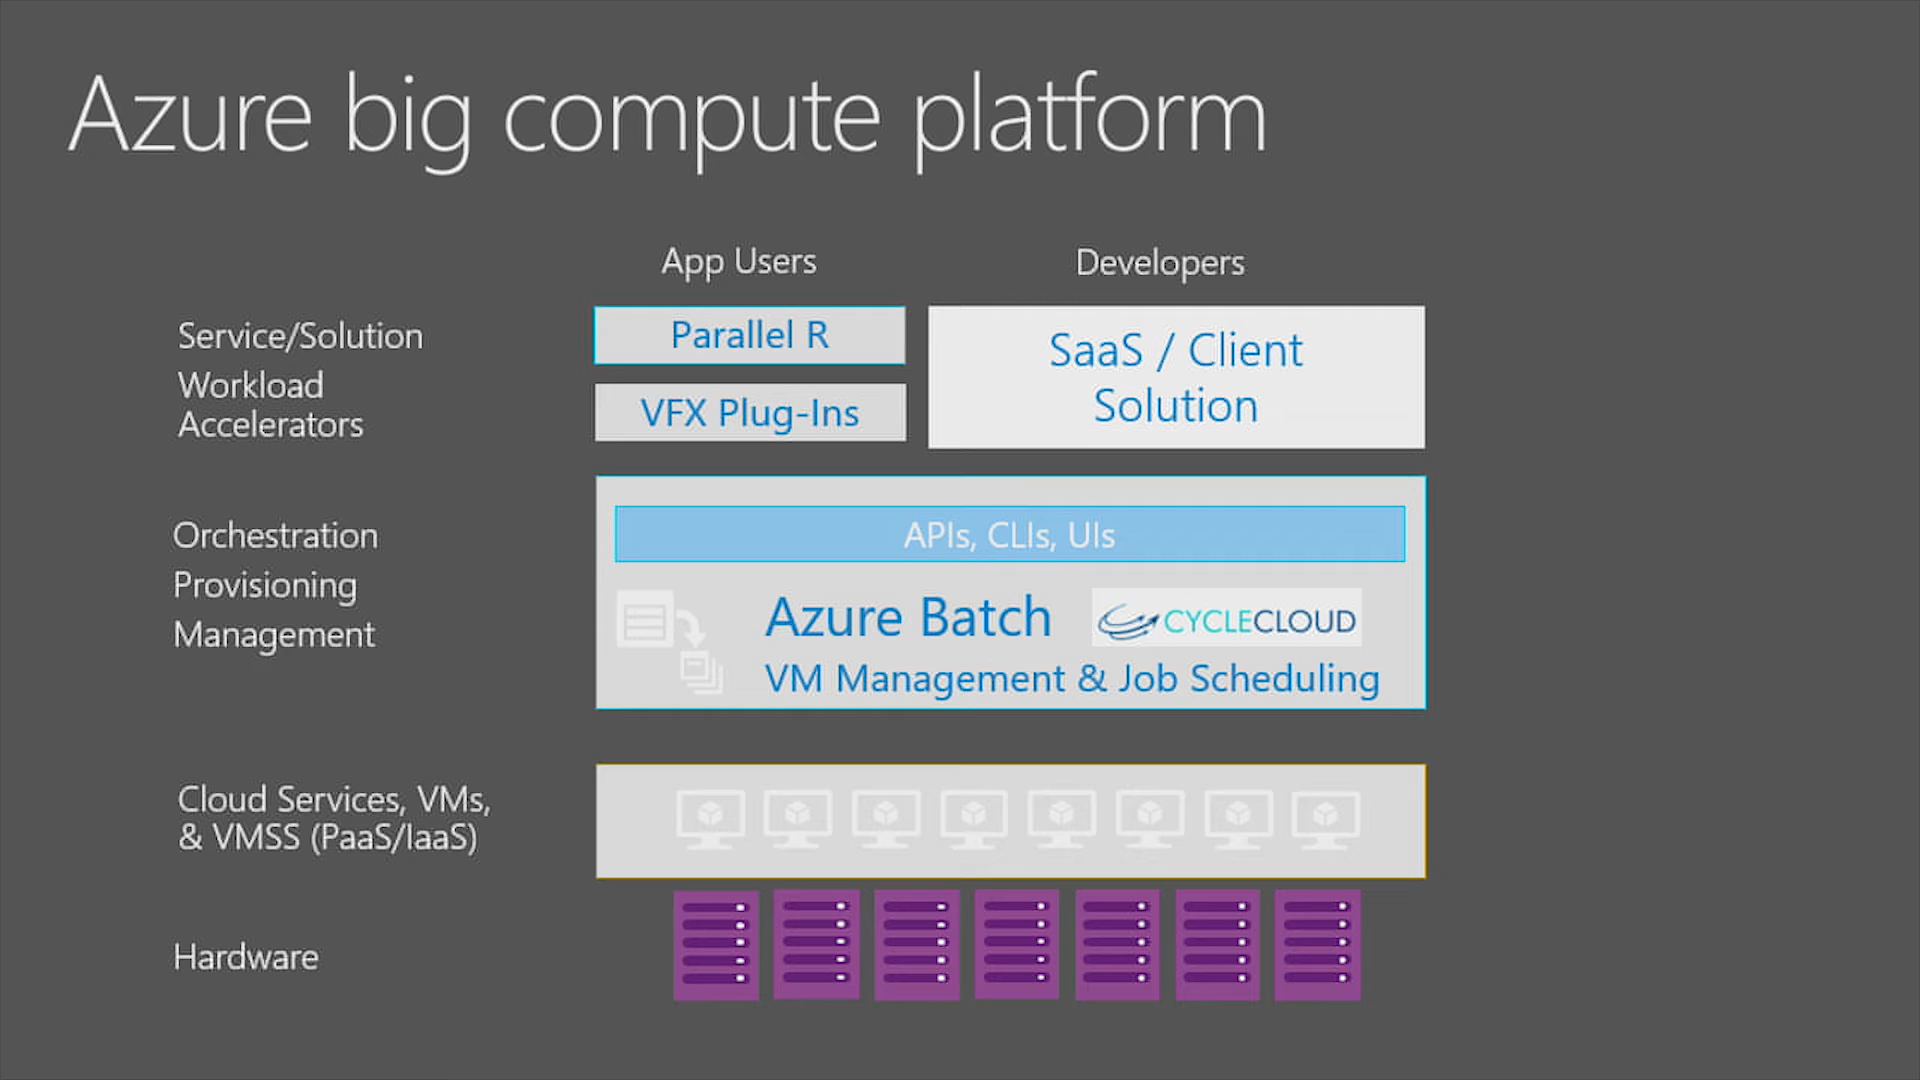 Azure big compute platform
App Users
Developers
Service/Solution
Workload
Accelerators
Parallel R
VFX Plug-Ins
SaaS / Client
Solution
Orchestration
Provisioning
Management
APIs, CLIs, UIs
Azure Batch
CYCLECLOUD
VM Management & Job Scheduling
Cloud Services, VMs,
& VMSS (PaaS/IaaS)
Hardware